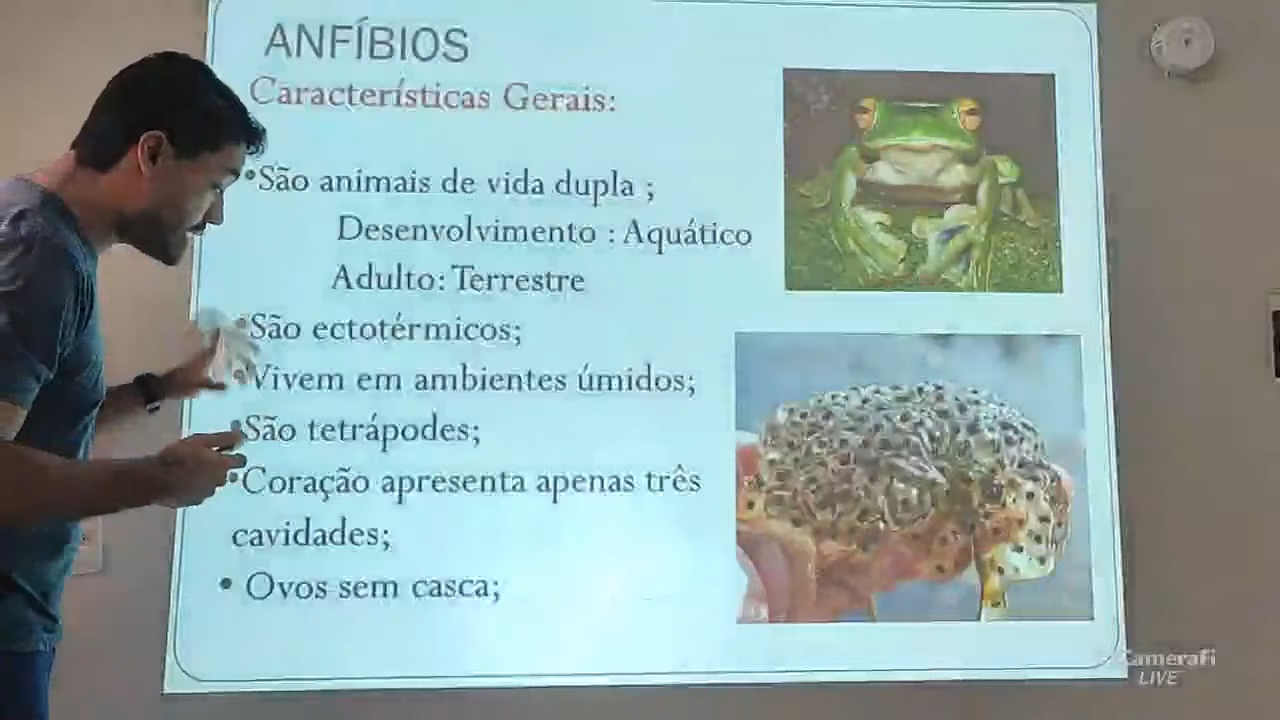 ANFÍBIOS
Características Gerais:
•São animais de vida dupla ;
Desenvolvimento : Aquático
Adulto: Terrestre
•São ectotérmicos;
•Vivem em ambientes úmidos;
•São tetrápodes;
•Coração apresenta apenas três
cavidades;
• Ovos sem casca;
CameraFi
LIVE